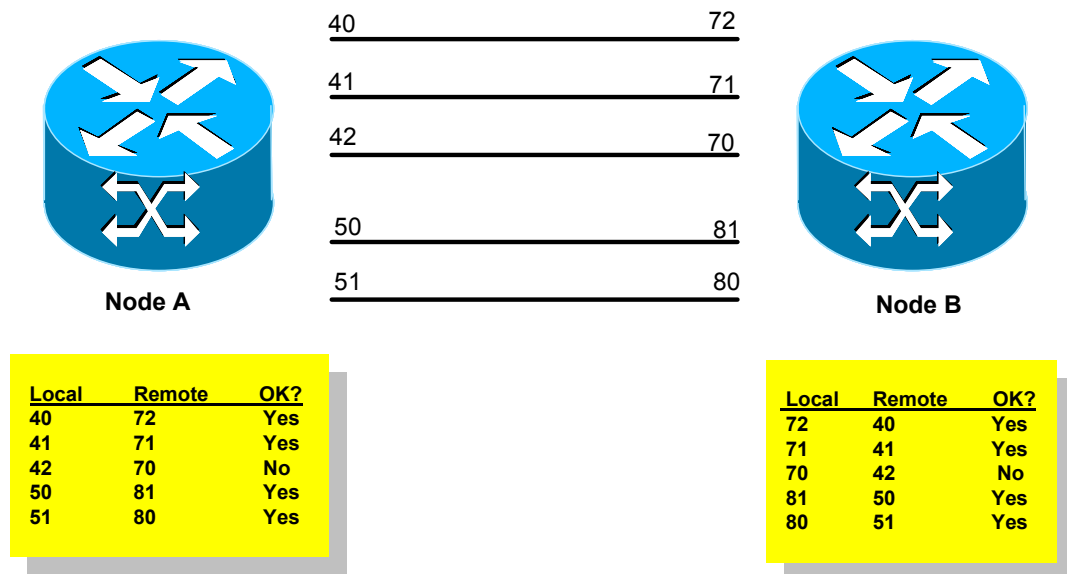 40 72
41 71
42 70
50 81
51 80
Node A
Node B
Local Remote OK?
40 72 Yes
41 71 Yes
42 70 No
50 81 Yes
51 80 Yes
Local Remote OK?
72 40 Yes
71 41 Yes
70 42 No
81 50 Yes
80 51 Yes